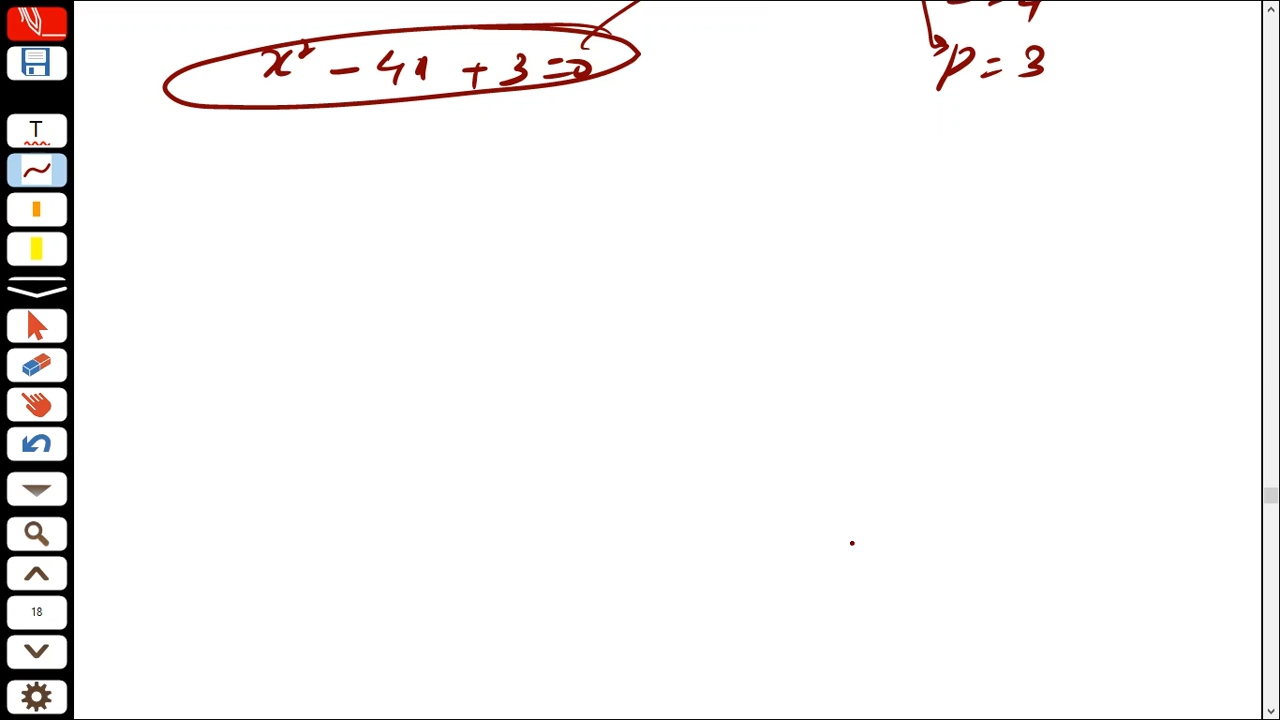 x² - 4x + 3 = 0
p = 3
T
18